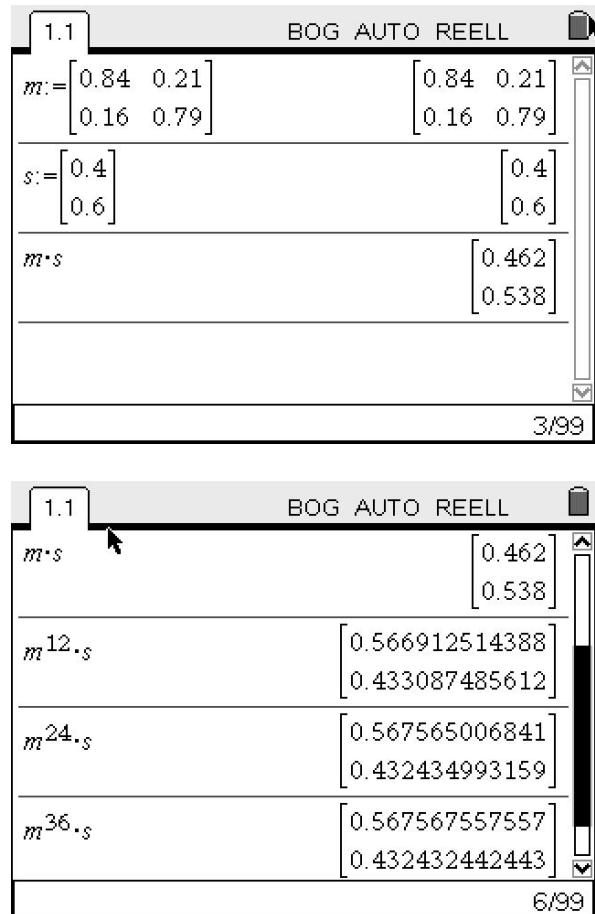 1.1 BOG AUTO REELL
m:=[0.84 0.21 [0.84 0.21
0.16 0.79] 0.16 0.79]
s:=[0.4 [0.4
0.6] 0.6]
m·s [0.462
0.538]
3/99
1.1 BOG AUTO REELL
m·s [0.462
0.538]
m¹²·s [0.566912514388
0.433087485612]
m²⁴·s [0.567565006841
0.432434993159]
m³⁶·s [0.567567557557
0.432432442443]
6/99